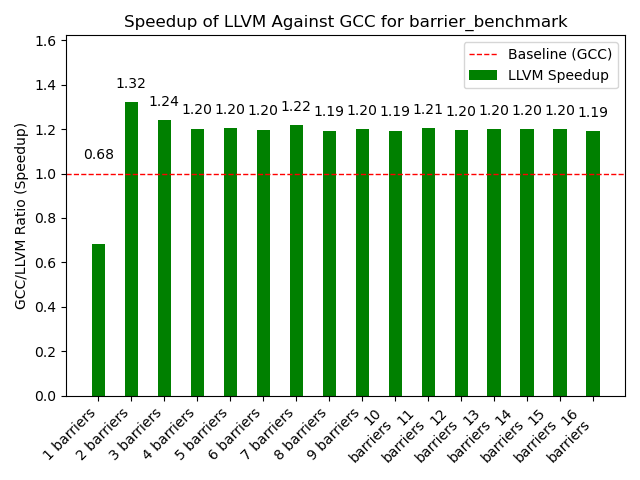 Speedup of LLVM Against GCC for barrier_benchmark
GCC/LLVM Ratio (Speedup)
1.6
1.4
1.2
1.0
0.8
0.6
0.4
0.2
0.0
Baseline (GCC)
LLVM Speedup
0.68
1.32
1.24
1.20
1.20
1.20
1.22
1.19
1.20
1.19
1.21
1.20
1.20
1.20
1.20
1.19
1 barriers
2 barriers
3 barriers
4 barriers
5 barriers
6 barriers
7 barriers
8 barriers
9 barriers
10
barriers
11
barriers
12
barriers
13
barriers
14
barriers
15
barriers
16
barriers